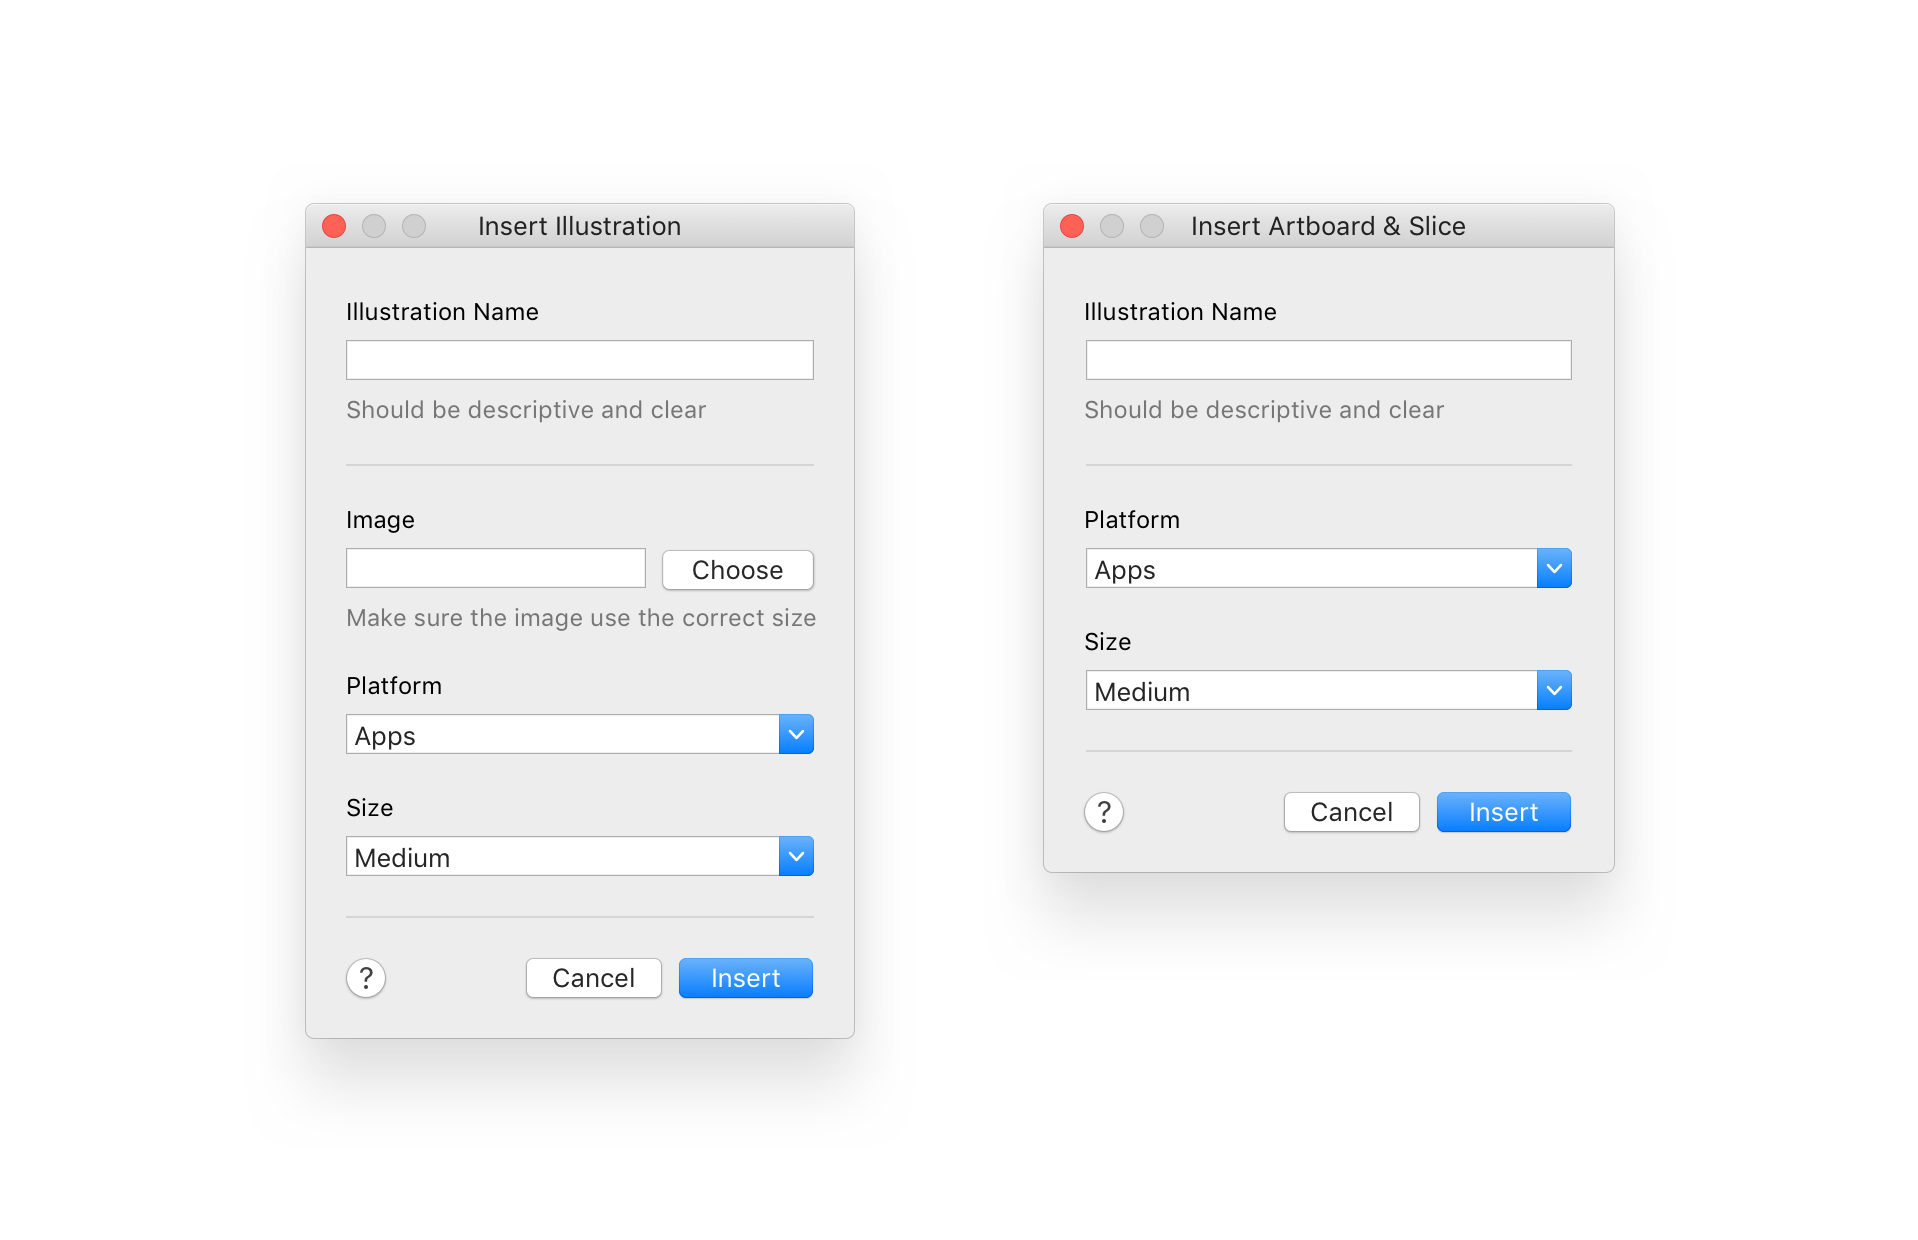 Insert Illustration
Illustration Name
Should be descriptive and clear
Image
Choose
Make sure the image use the correct size
Platform
Apps
Size
Medium
?
Cancel
Insert
Insert Artboard & Slice
Illustration Name
Should be descriptive and clear
Platform
Apps
Size
Medium
?
Cancel
Insert